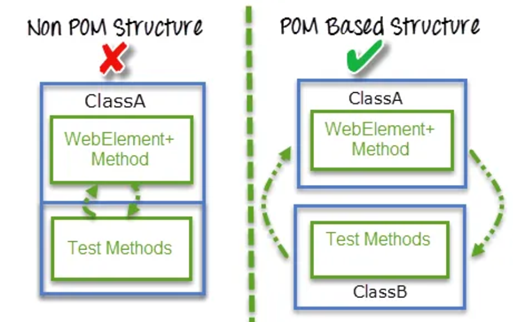 Non POM Structure
ClassA
WebElement+
Method
Test Methods
POM Based Structure
ClassA
WebElement+
Method
Test Methods
ClassB